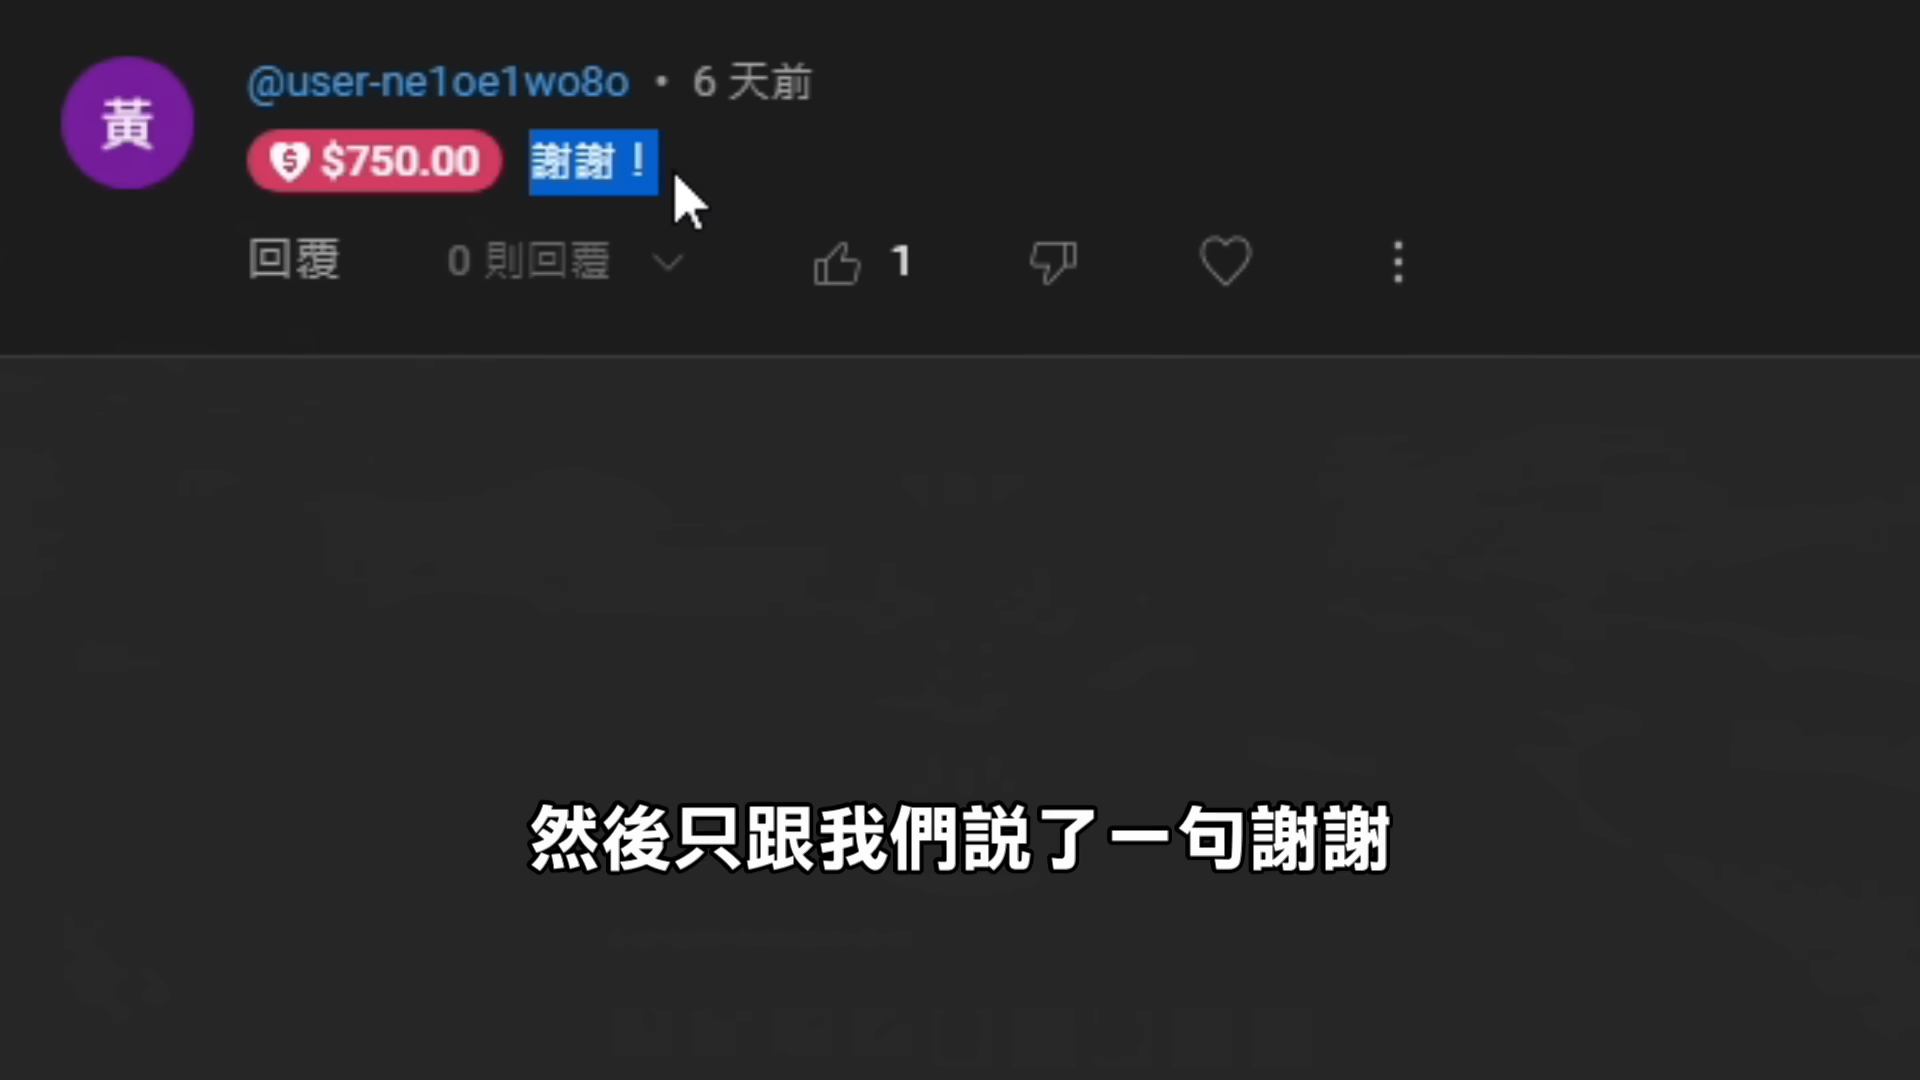 黃
@user-ne1oe1wo8o • 6 天前
$750.00 謝謝！
回覆 0 則回覆 1
然後只跟我們説了一句謝謝